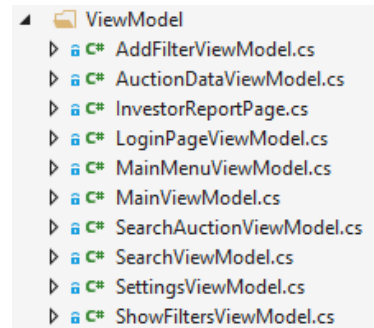 ViewModel
C# AddFilterViewModel.cs
C# AuctionDataViewModel.cs
C# InvestorReportPage.cs
C# LoginPageViewModel.cs
C# MainMenuViewModel.cs
C# MainViewModel.cs
C# SearchAuctionViewModel.cs
C# SearchViewModel.cs
C# SettingsViewModel.cs
C# ShowFiltersViewModel.cs